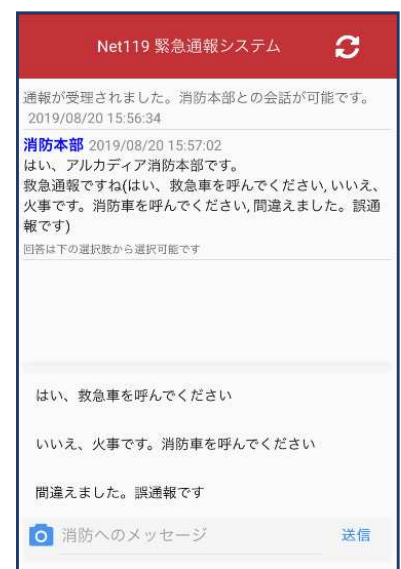 Net119 緊急通報システム
通報が受理されました。消防本部との会話が可能です。
2019/08/20 15:56:34
消防本部 2019/08/20 15:57:02
はい、アルカディア消防本部です。
救急通報ですね(はい、救急車を呼んでください, いいえ、
火事です。消防車を呼んでください, 間違えました。誤通
報です)
回答は下の選択肢から選択可能です
はい、救急車を呼んでください
いいえ、火事です。消防車を呼んでください
間違えました。誤通報です
消防へのメッセージ 送信